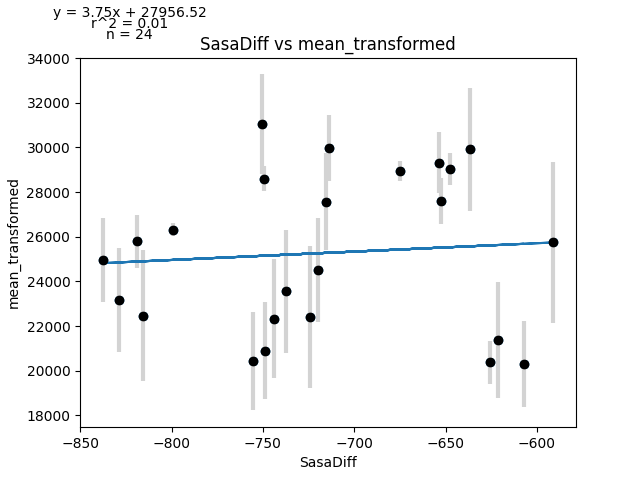 y = 3.75x + 27956.52
r^2 = 0.01
n = 24
SasaDiff vs mean_transformed
34000
32000
30000
28000
26000
24000
22000
20000
18000
mean_transformed
−850
−800
−750
−700
−650
−600
SasaDiff